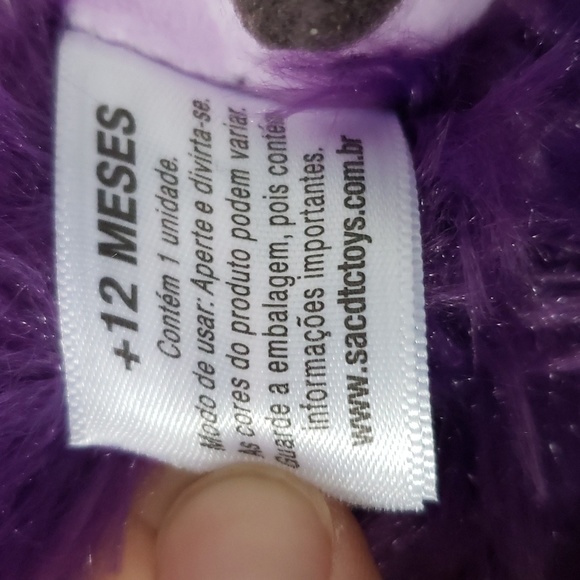 +12 MESES
Contém 1 unidade.
Modo de usar: Aperte e divirta-se.
As cores do produto podem variar.
Guarde a embalagem, pois contém
informações importantes.
www.sacdtctoys.com.br